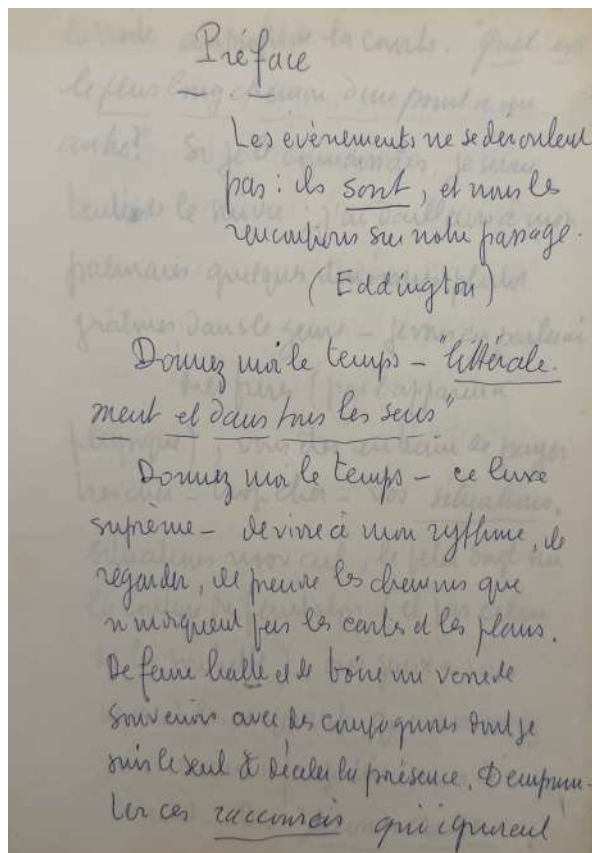 Préface
Les évènements ne se déroulent
pas : ils sont, et nous les
rencontrons sur notre passage.
(Eddington)
Donnez moi le temps - "littérale-
ment et dans tous les sens"
Donnez moi le temps - ce luxe
suprême - de vivre à mon rythme, de
regarder, de prendre les chemins que
n'indiquent pas les cartes et les plans.
De faire halte et de boire un verre de
souvenirs avec des compagnons dont je
suis le seul à déceler la présence. D'emprun-
ter ces raccourcis qui ignorent